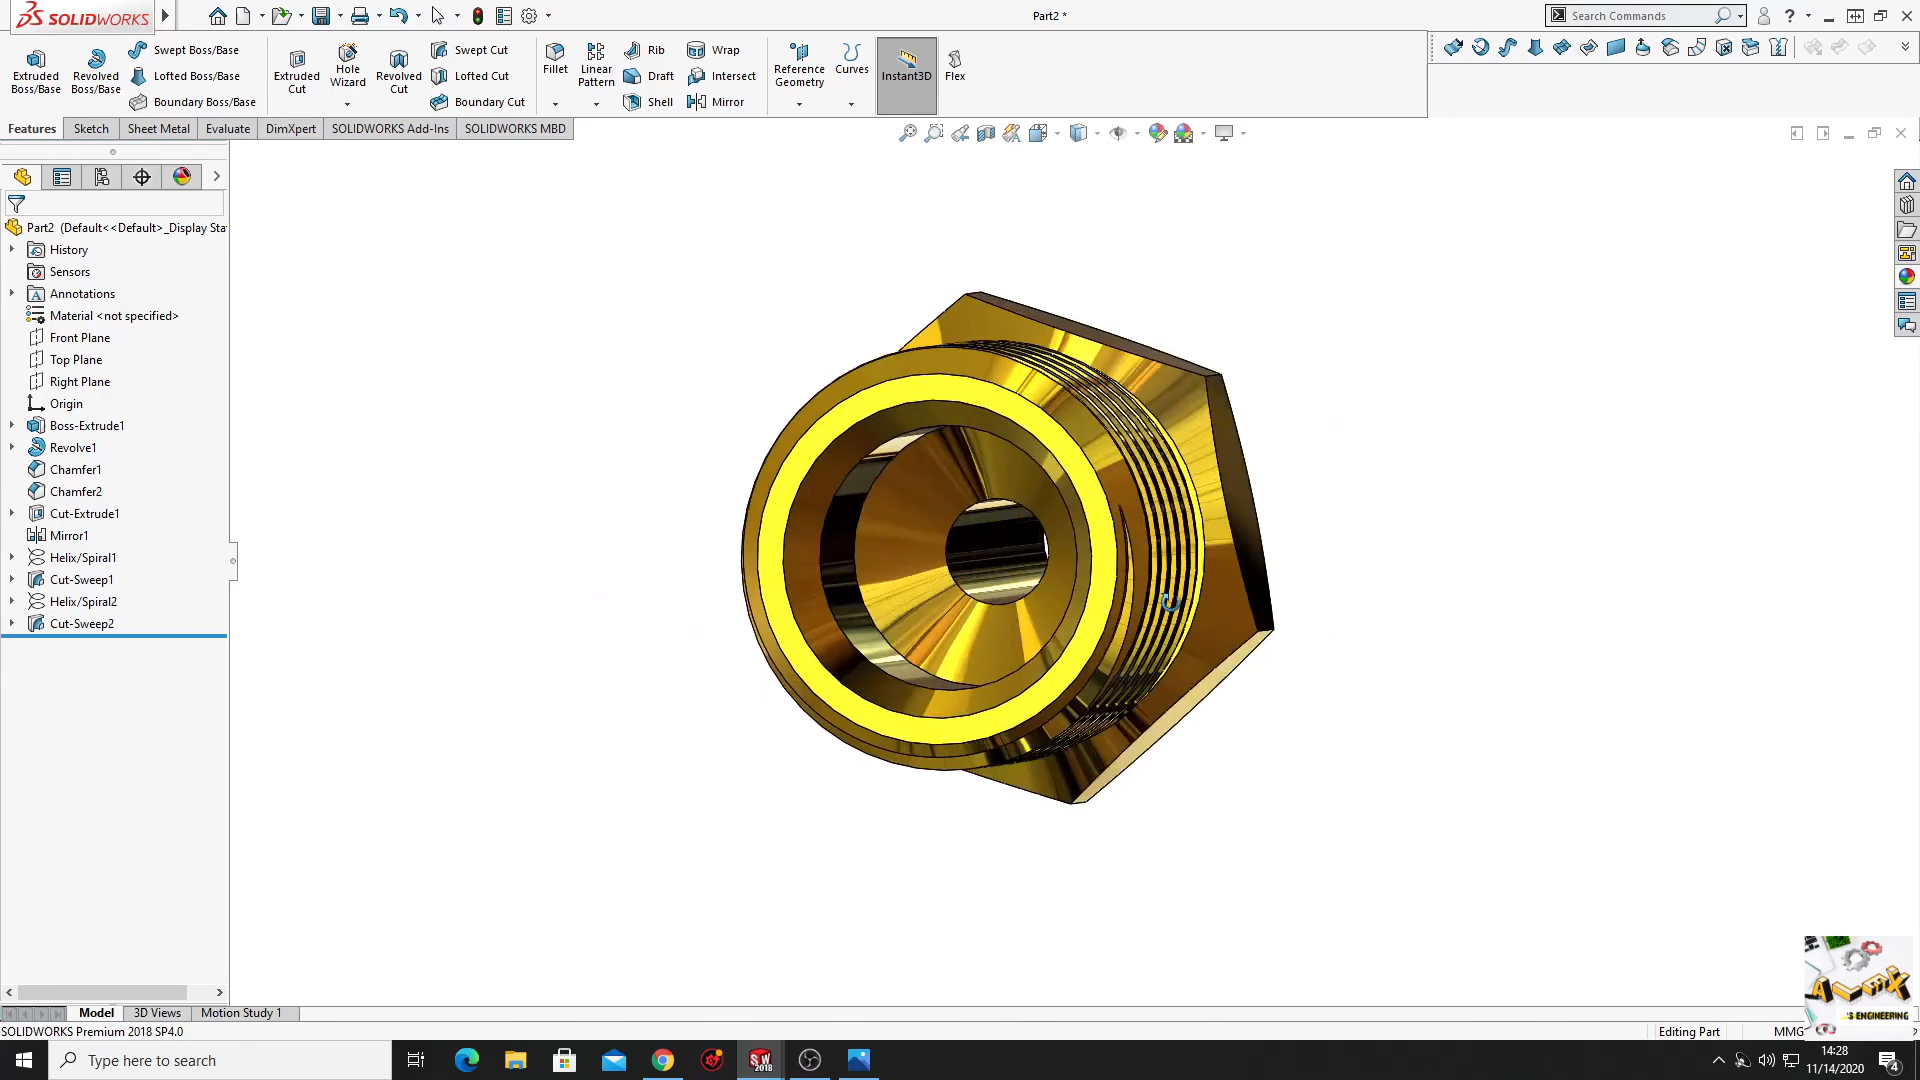 SOLIDWORKS
Part2 *
Search Commands
Extruded Boss/Base
Revolved Boss/Base
Swept Boss/Base
Lofted Boss/Base
Boundary Boss/Base
Extruded Cut
Hole Wizard
Revolved Cut
Swept Cut
Lofted Cut
Boundary Cut
Fillet
Linear Pattern
Rib
Draft
Shell
Wrap
Intersect
Mirror
Reference Geometry
Curves
Instant3D
Flex
Features
Sketch
Sheet Metal
Evaluate
DimXpert
SOLIDWORKS Add-Ins
SOLIDWORKS MBD
Part2 (Default<<Default>_Display Sta
History
Sensors
Annotations
Material <not specified>
Front Plane
Top Plane
Right Plane
Origin
Boss-Extrude1
Revolve1
Chamfer1
Chamfer2
Cut-Extrude1
Mirror1
Helix/Spiral1
Cut-Sweep1
Helix/Spiral2
Cut-Sweep2
Model
3D Views
Motion Study 1
SOLIDWORKS Premium 2018 SP4.0
Editing Part
MMG
'S ENGINEERING
Type here to search
SW 2018
14:28
11/14/2020
4